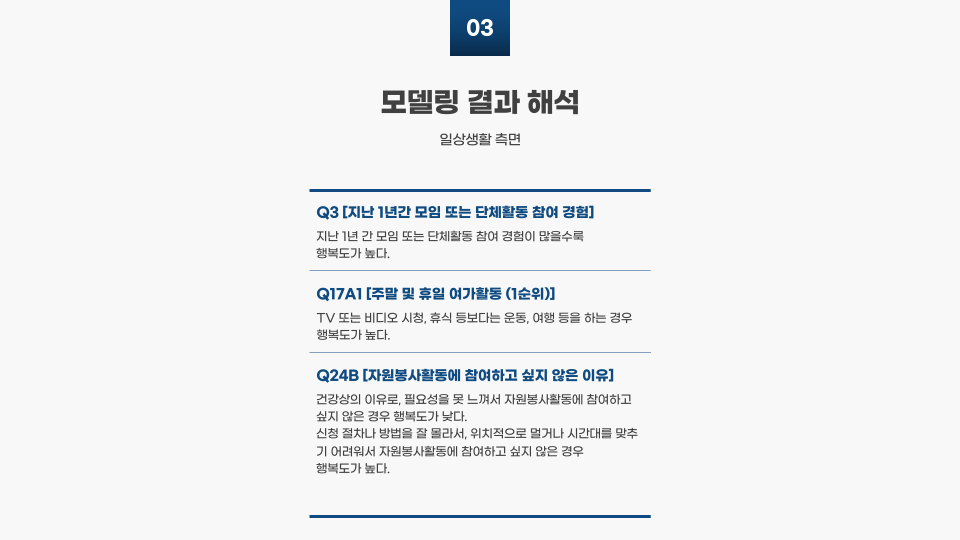 03
모델링 결과 해석
일상생활 측면
Q3 [지난 1년간 모임 또는 단체활동 참여 경험]
지난 1년 간 모임 또는 단체활동 참여 경험이 많을수룩
행복도가 높다.
Q17A1 [주말 및 휴일 여가활동 (1순위)]
TV 또는 비디오 시청, 휴식 등보다는 운동, 여행 등을 하는 경우
행복도가 높다.
Q24B [자원봉사활동에 참여하고 싶지 않은 이유]
건강상의 이유로, 필요성을 못 느껴서 자원봉사활동에 참여하고
싶지 않은 경우 행복도가 낮다.
신청 절차나 방법을 잘 몰라서, 위치적으로 멀거나 시간대를 맞추
기 어려워서 자원봉사활동에 참여하고 싶지 않은 경우
행복도가 높다.